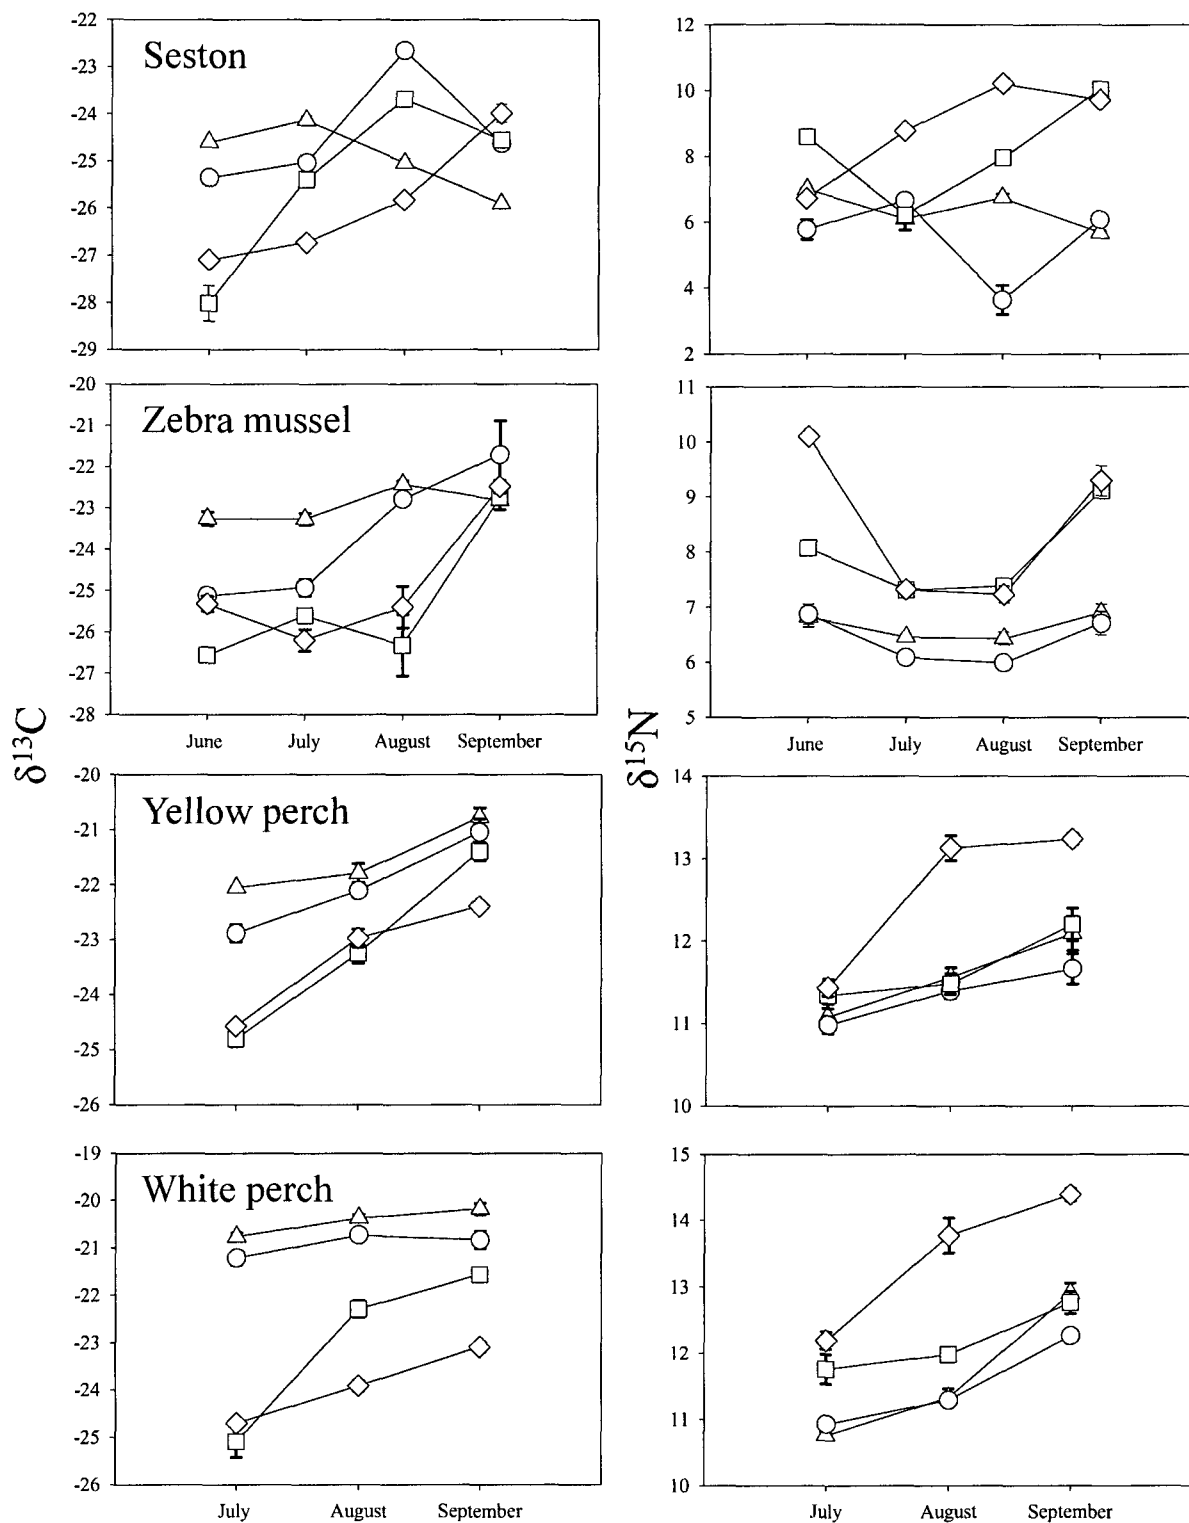 Seston
-22
-23
-24
-25
-26
-27
-28
-29
12
10
8
6
4
2
Zebra mussel
-20
-21
-22
-23
-24
-25
-26
-27
-28
June
July
August
September
11
10
9
8
7
6
5
June
July
August
September
δ13C
δ15N
Yellow perch
-20
-21
-22
-23
-24
-25
-26
14
13
12
11
10
White perch
-19
-20
-21
-22
-23
-24
-25
-26
July
August
September
15
14
13
12
11
10
July
August
September